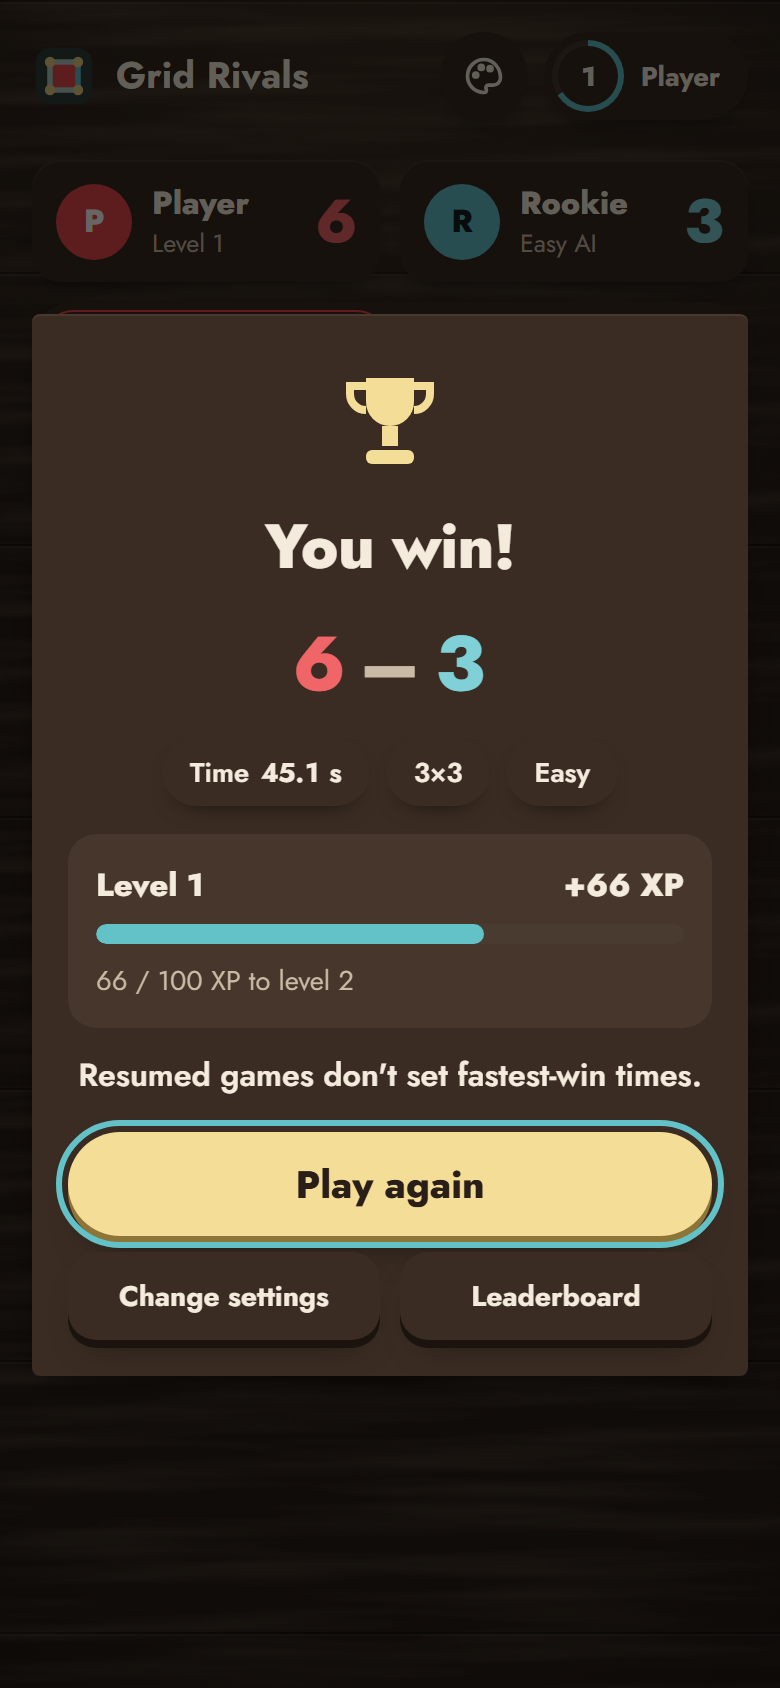 Grid Rivals
1
Player
P
Player
Level 1
6
R
Rookie
Easy AI
3
You win!
6 – 3
Time 45.1 s
3×3
Easy
Level 1
+66 XP
66 / 100 XP to level 2
Resumed games don't set fastest-win times.
Play again
Change settings
Leaderboard